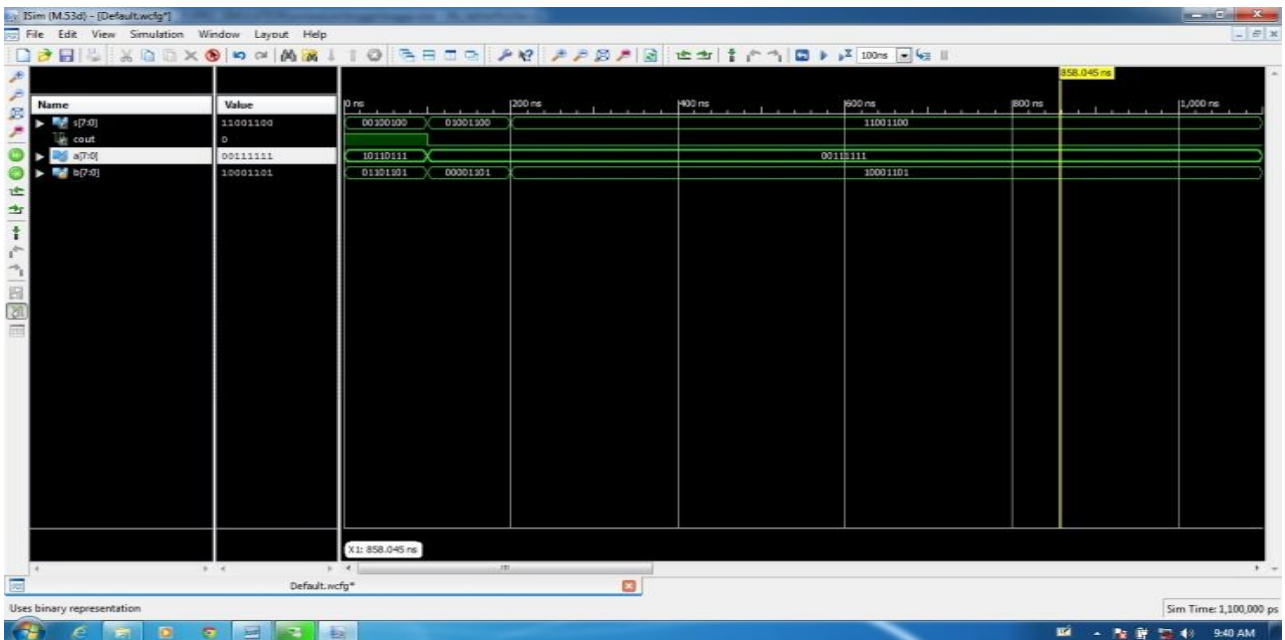 ISim (M.53d) - [Default.wcfg*]
File Edit View Simulation Window Layout Help
100ns
858.045 ns
Name Value 0 ns 200 ns 400 ns 600 ns 800 ns 1,000 ns
s[7:0] 11001100 00100100 01001100 11001100
cout 0
a[7:0] 00111111 10110111 00111111
b[7:0] 10001101 01101101 00001101 10001101
X1: 858.045 ns
Default.wcfg*
Uses binary representation Sim Time: 1,100,000 ps
9:40 AM